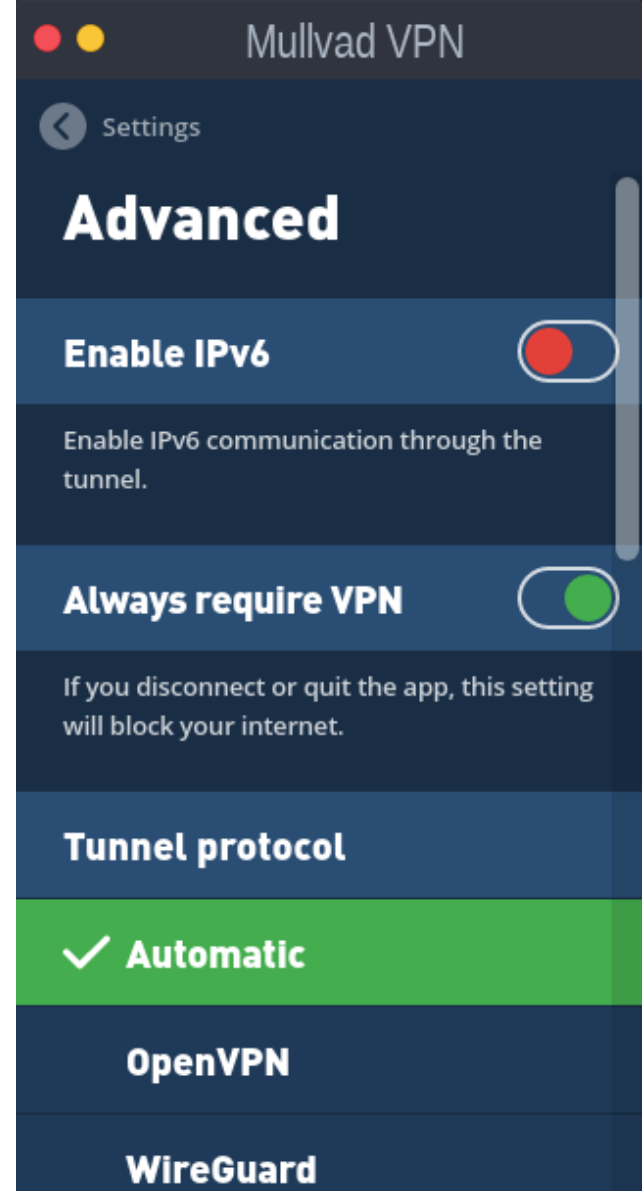 Mullvad VPN
Settings
Advanced
Enable IPv6
Enable IPv6 communication through the
tunnel.
Always require VPN
If you disconnect or quit the app, this setting
will block your internet.
Tunnel protocol
Automatic
OpenVPN
WireGuard